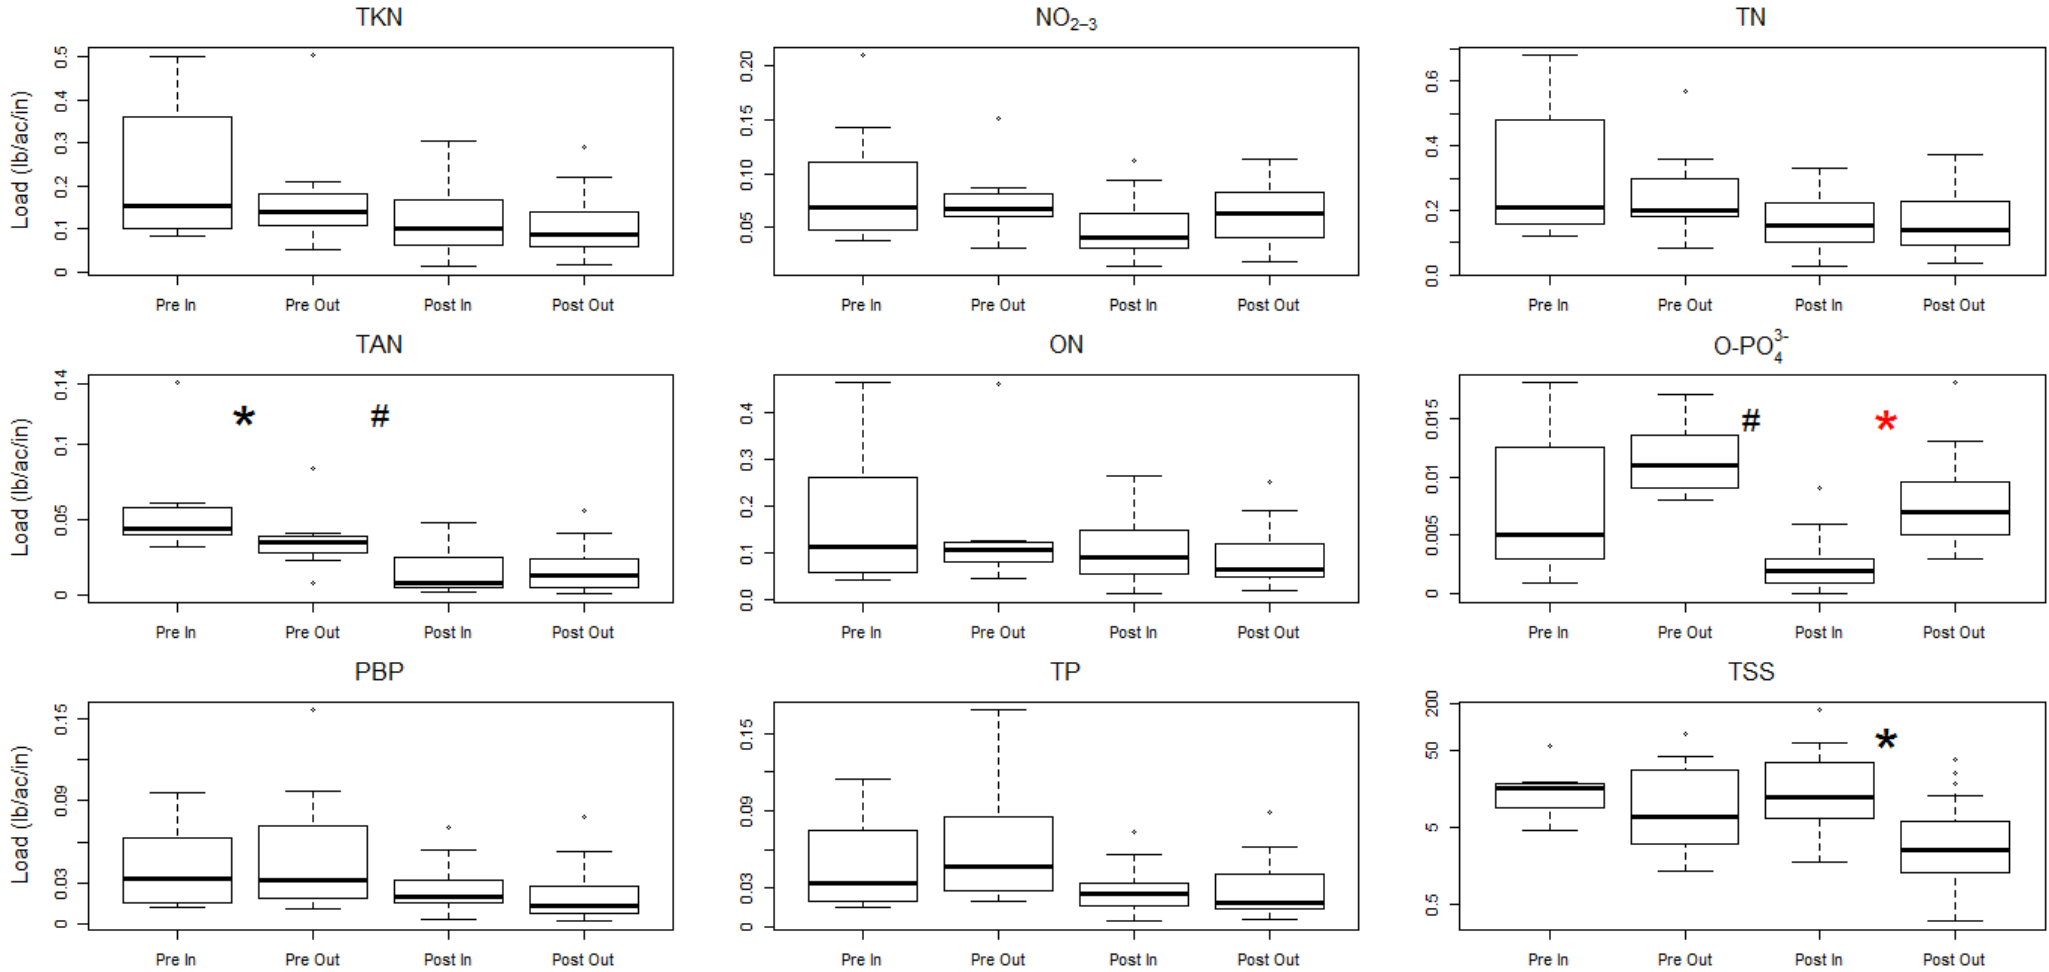 TKN
NO₂₋₃
TN
Load (lb/ac/in)
0.5
0.4
0.3
0.2
0.1
0
Pre In Pre Out Post In Post Out
0.20
0.15
0.10
0.05
Pre In Pre Out Post In Post Out
0.6
0.4
0.2
0.0
Pre In Pre Out Post In Post Out
TAN
ON
O-PO₄³⁻
Load (lb/ac/in)
0.14
0.1
0.05
0
* #
Pre In Pre Out Post In Post Out
0.4
0.3
0.2
0.1
0.0
Pre In Pre Out Post In Post Out
0.015
0.01
0.005
0
# *
Pre In Pre Out Post In Post Out
PBP
TP
TSS
Load (lb/ac/in)
0.15
0.09
0.03
0
Pre In Pre Out Post In Post Out
0.15
0.09
0.03
0
Pre In Pre Out Post In Post Out
200
50
5
0.5
*
Pre In Pre Out Post In Post Out